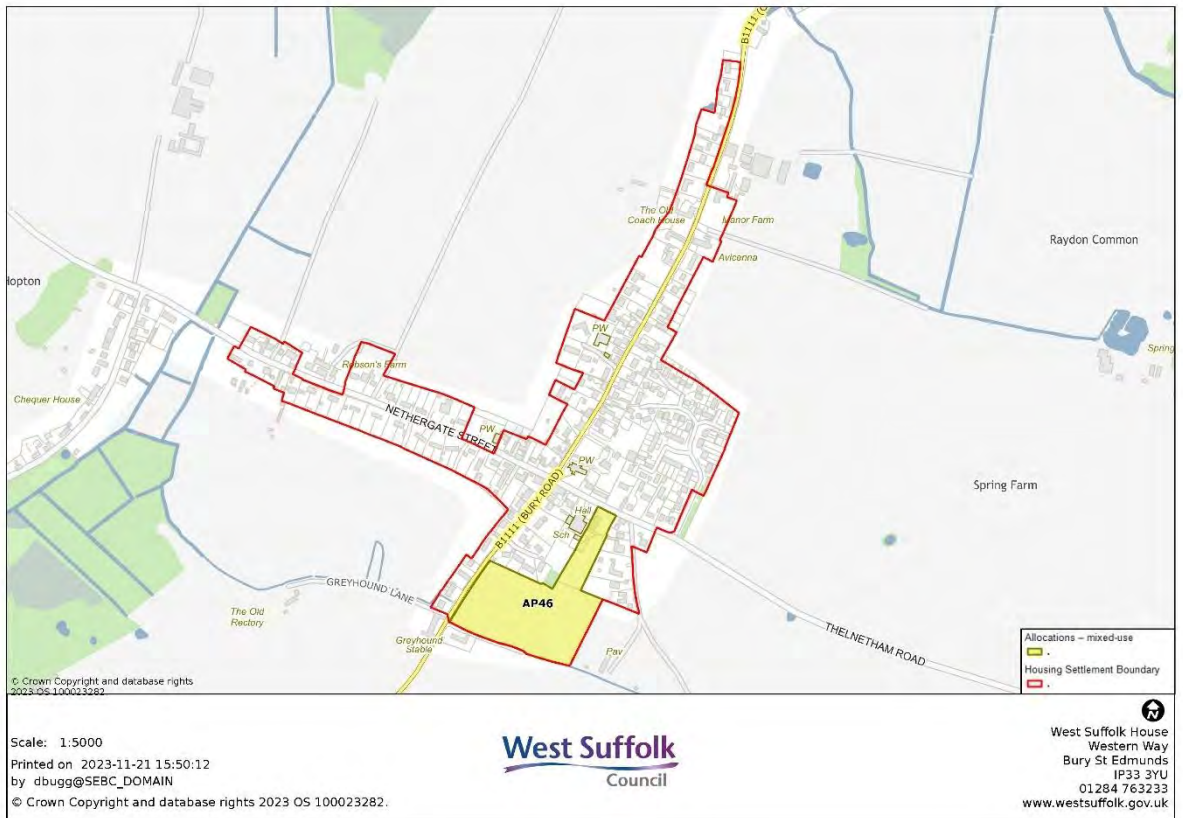 B1111 (
The Old
Coach House
Manor Farm
Avicenna
Raydon Common
Hopton
PW
Robson's Farm
Spring
Chequer House
NETHERGATE STREET
PW
PW
B1111 (BURY ROAD)
Spring Farm
Hall
Sch
GREYHOUND LANE
AP46
The Old
Rectory
Greyhound
Stable
Pav
THELNETHAM ROAD
Allocations – mixed-use
.
Housing Settlement Boundary
.
© Crown Copyright and database rights
2023 OS 100023282.
N
Scale: 1:5000
Printed on 2023-11-21 15:50:12
by dbugg@SEBC_DOMAIN
© Crown Copyright and database rights 2023 OS 100023282.
West Suffolk
Council
West Suffolk House
Western Way
Bury St Edmunds
IP33 3YU
01284 763233
www.westsuffolk.gov.uk